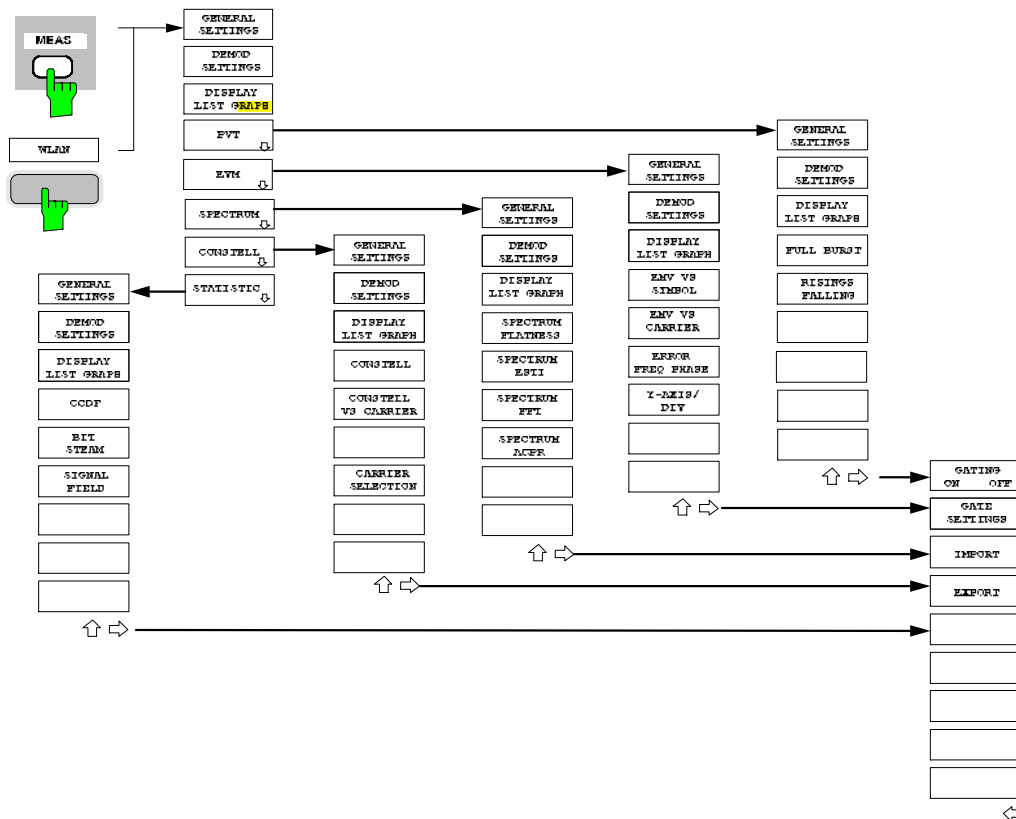 MEAS
WLAN
GENERAL
SETTINGS
DEMOD
SETTINGS
DISPLAY
LIST GRAPH
PVT
EVM
SPECTRUM
CONSTELL
STATISTIC
GENERAL
SETTINGS
DEMOD
SETTINGS
DISPLAY
LIST GRAPH
CCDF
BIT
STEAM
SIGNAL
FIELD
GENERAL
SETTINGS
DEMOD
SETTINGS
DISPLAY
LIST GRAPH
CONSTELL
CONSTELL
VS CARRIER
CARRIER
SELECTION
GENERAL
SETTINGS
DEMOD
SETTINGS
DISPLAY
LIST GRAPH
SPECTRUM
FLATNESS
SPECTRUM
ESTI
SPECTRUM
FFT
SPECTRUM
ACPR
GENERAL
SETTINGS
DEMOD
SETTINGS
DISPLAY
LIST GRAPH
EMV VS
SYMBOL
EMV VS
CARRIER
ERROR
FREQ PHASE
Y-AXIS/
DIV
GENERAL
SETTINGS
DEMOD
SETTINGS
DISPLAY
LIST GRAPH
FULL BURST
RISINGS
FALLING
GATING
ON OFF
GATE
SETTINGS
IMPORT
EXPORT